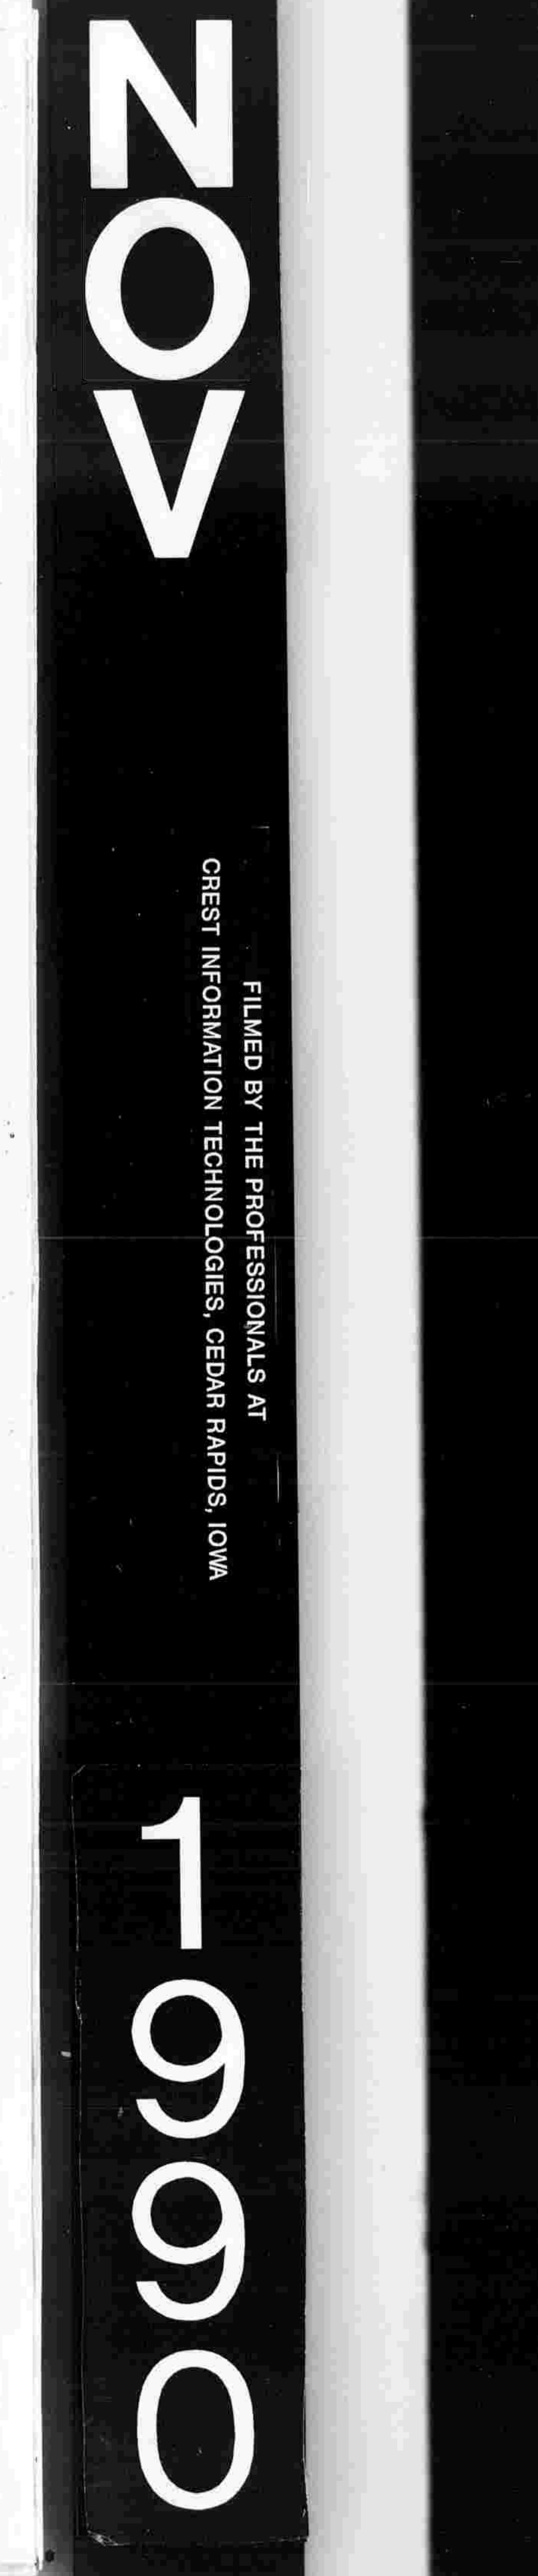 NOV
FILMED BY THE PROFESSIONALS AT
CREST INFORMATION TECHNOLOGIES, CEDAR RAPIDS, IOWA
1990